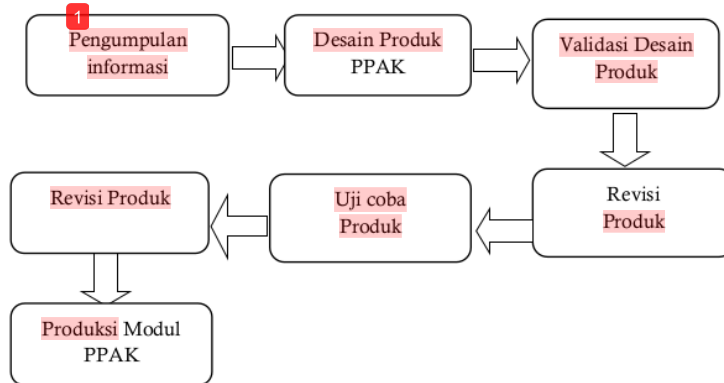 1
Pengumpulan
informasi
Desain Produk
PPAK
Validasi Desain
Produk
Revisi
Produk
Uji coba
Produk
Revisi Produk
Produksi Modul
PPAK